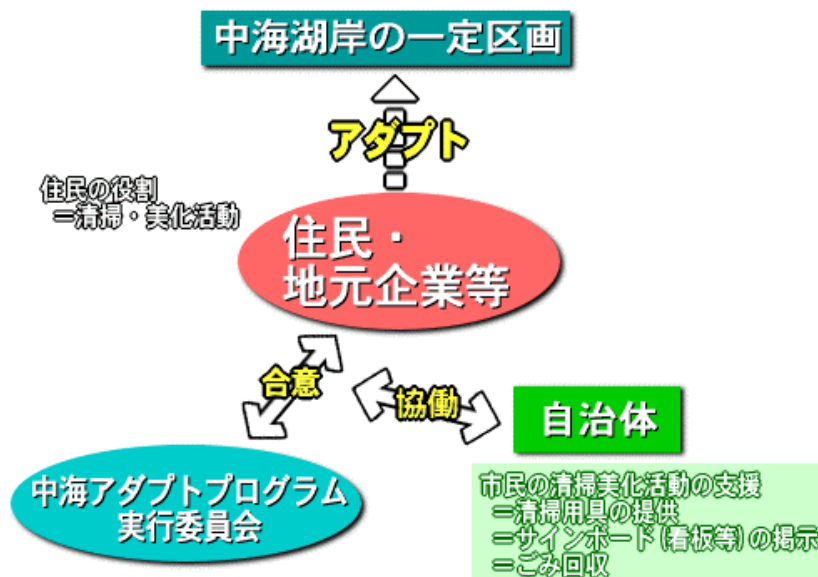 中海湖岸の一定区画
アダプト
住民の役割
＝清掃・美化活動
住民・
地元企業等
合意
協働
自治体
中海アダプトプログラム
実行委員会
市民の清掃美化活動の支援
＝清掃用具の提供
＝サインボード(看板等)の掲示
＝ごみ回収